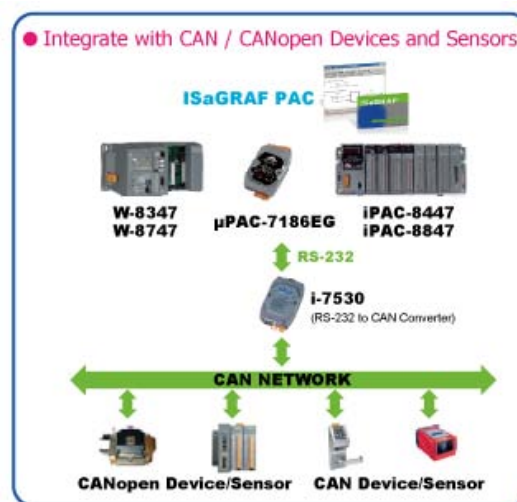 ● Integrate with CAN / CANopen Devices and Sensors
ISaGRAF PAC
ISaGRAF
W-8347
W-8747
µPAC-7186EG
iPAC-8447
iPAC-8847
RS-232
i-7530
(RS-232 to CAN Converter)
CAN NETWORK
CANopen Device/Sensor
CAN Device/Sensor